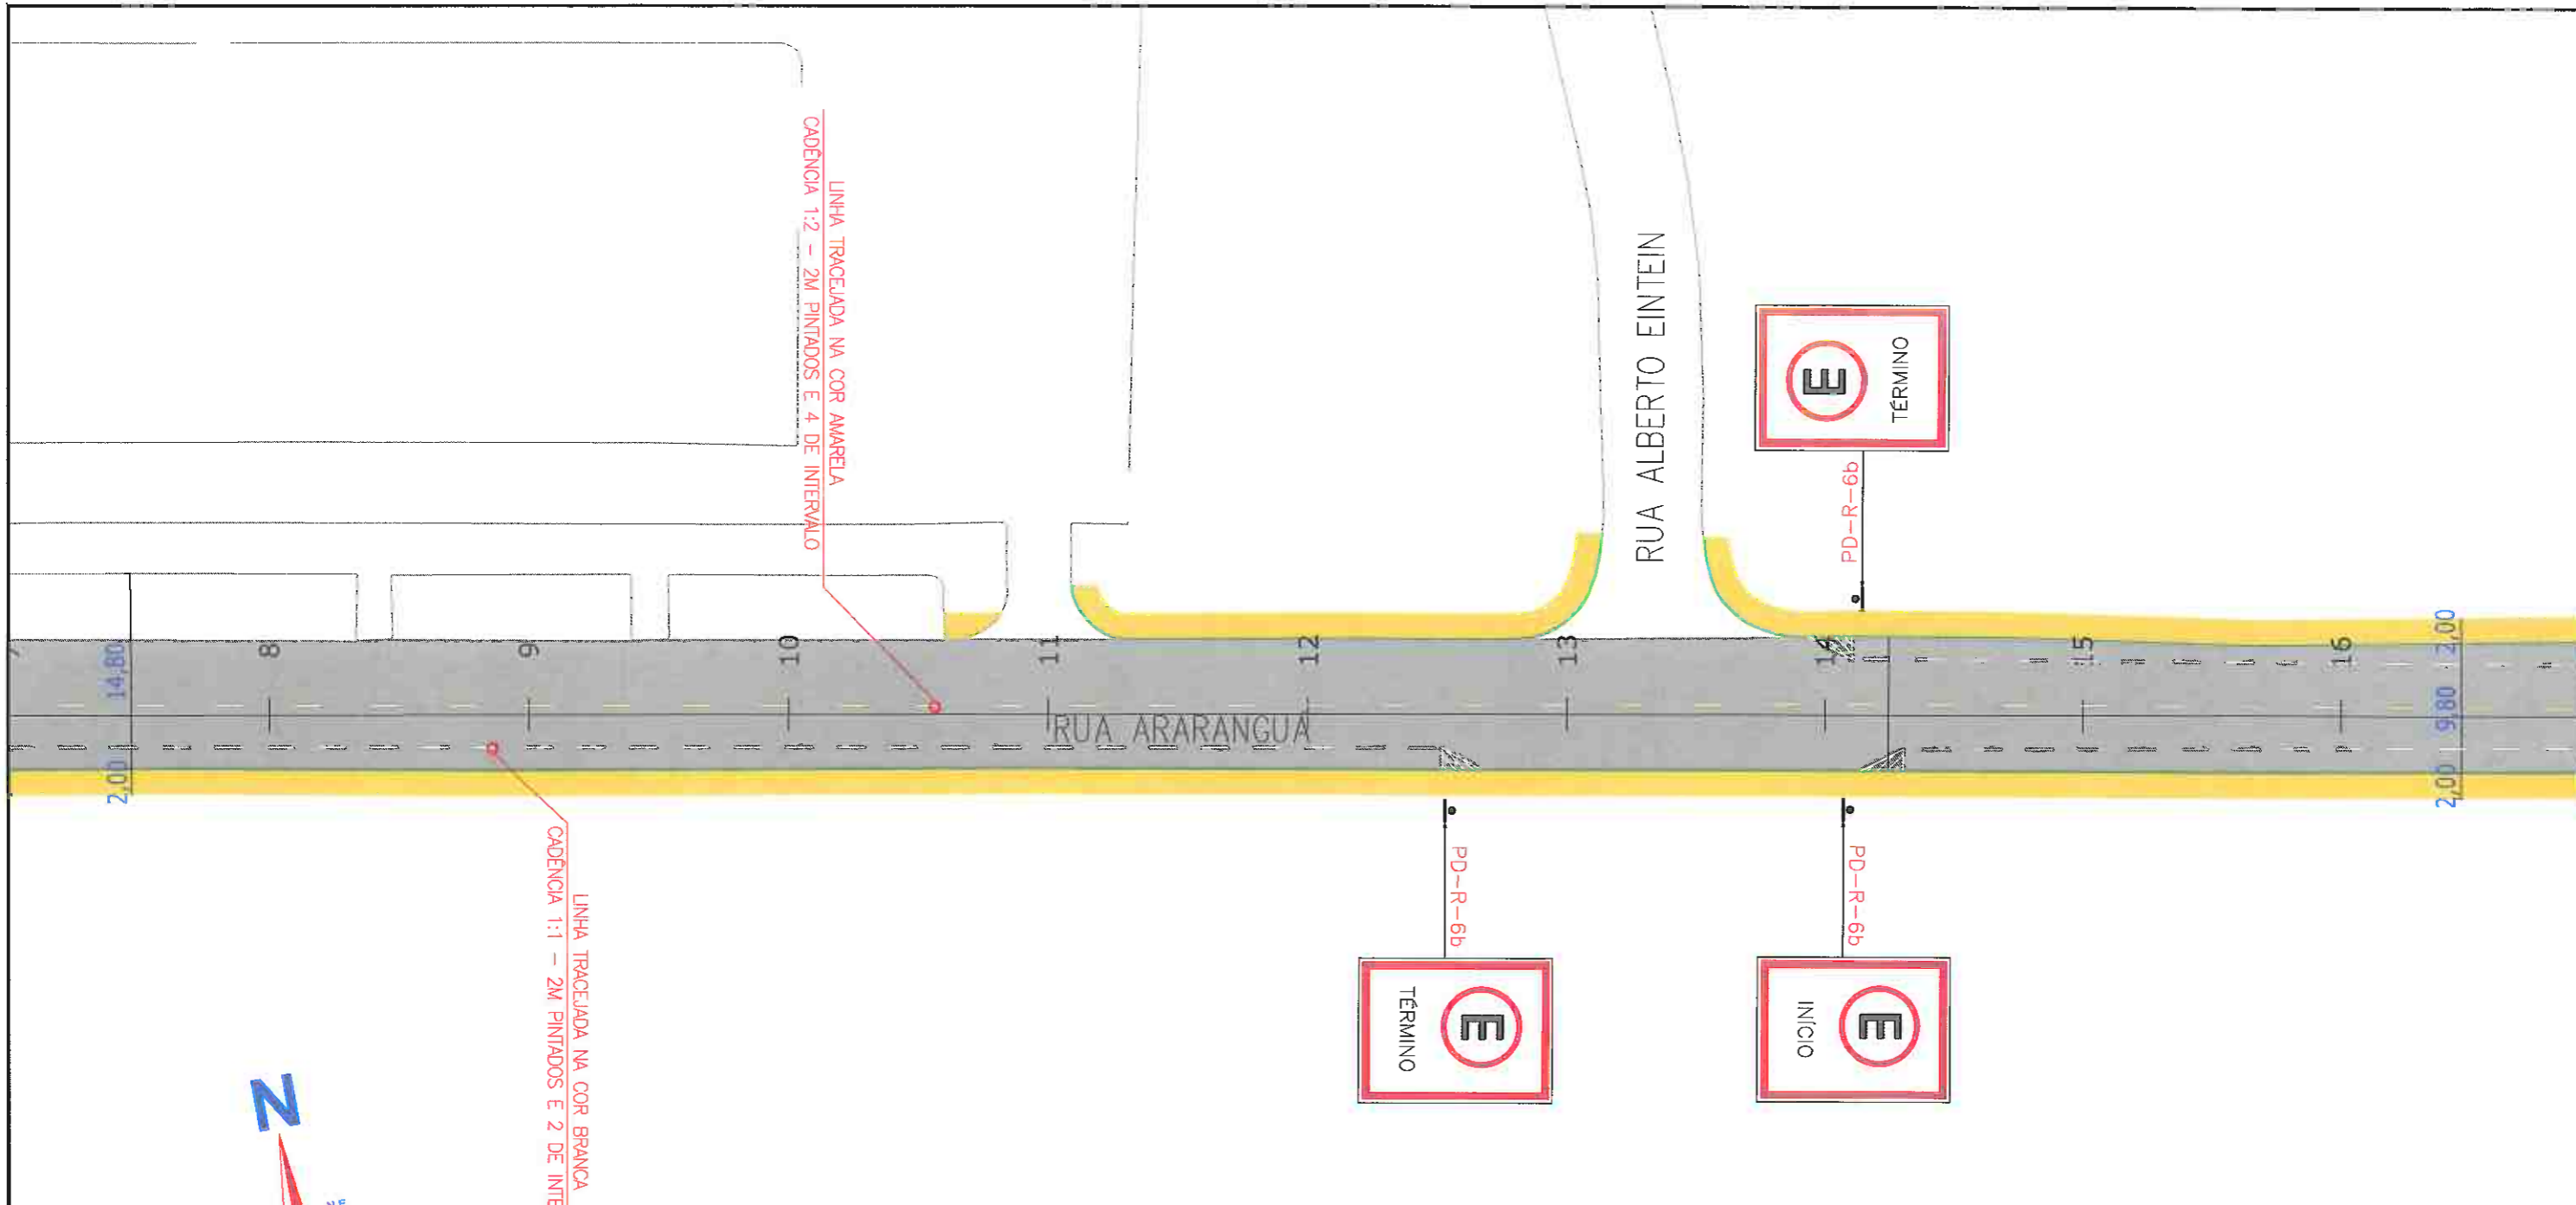 LINHA TRACEJADA NA COR AMARELA
CADÊNCIA 1:2 - 2M PINTADOS E 4 DE INTERVALO
RUA ALBERTO EINTEIN
TÉRMINO
E
PD-R-6b
8
9
10
11
12
13
14
15
16
14,80
2,00
2,00
9,80
2,00
RUA ARARANGUÁ
LINHA TRACEJADA NA COR BRANCA
CADÊNCIA 1:1 - 2M PINTADOS E 2 DE INTE
PD-R-6b
E
TÉRMINO
PD-R-6b
E
INÍCIO
N